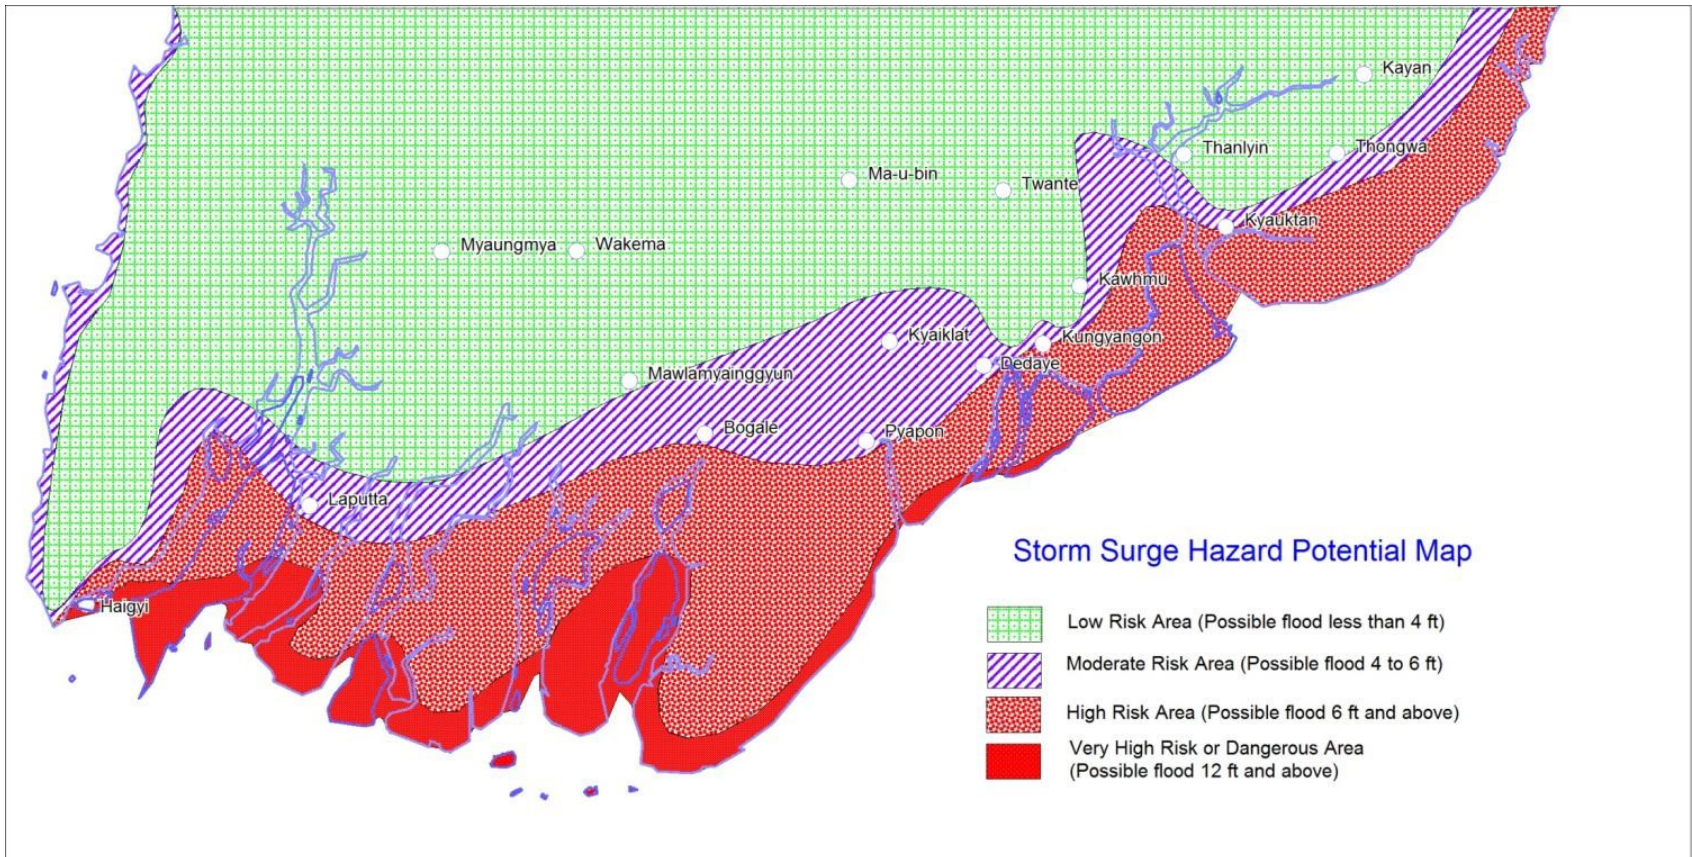 Kayan
Thanlyin
Thongwa
Ma-u-bin
Twante
Kyauktan
Myaungmya
Wakema
Kawhmu
Kyaiklat
Kungyangon
Dedaye
Mawlamyainggyun
Bogale
Pyapon
Laputta
Haigyi
Storm Surge Hazard Potential Map
Low Risk Area (Possible flood less than 4 ft)
Moderate Risk Area (Possible flood 4 to 6 ft)
High Risk Area (Possible flood 6 ft and above)
Very High Risk or Dangerous Area
(Possible flood 12 ft and above)